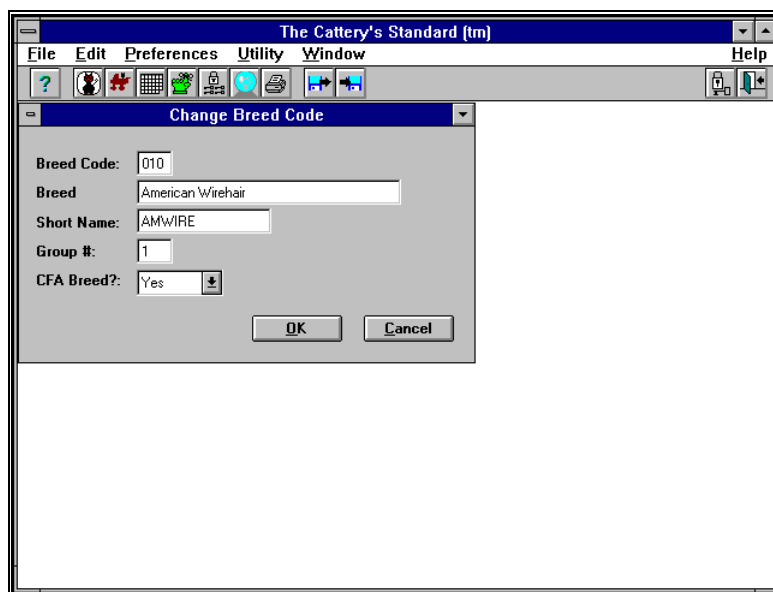 The Cattery's Standard (tm)
File Edit Preferences Utility Window Help
?
Change Breed Code
Breed Code: 010
Breed American Wirehair
Short Name: AMWIRE
Group #: 1
CFA Breed?: Yes
OK Cancel